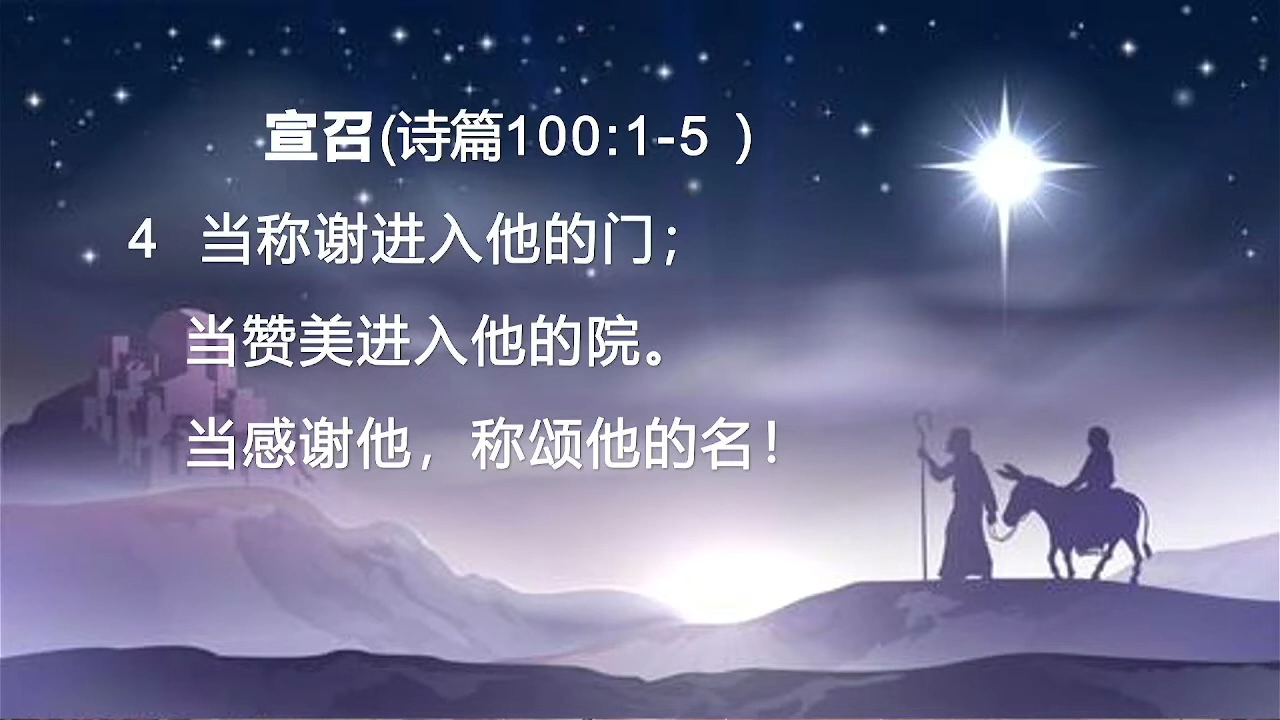 宣召(诗篇100:1-5 )
4 当称谢进入他的门；
当赞美进入他的院。
当感谢他，称颂他的名！